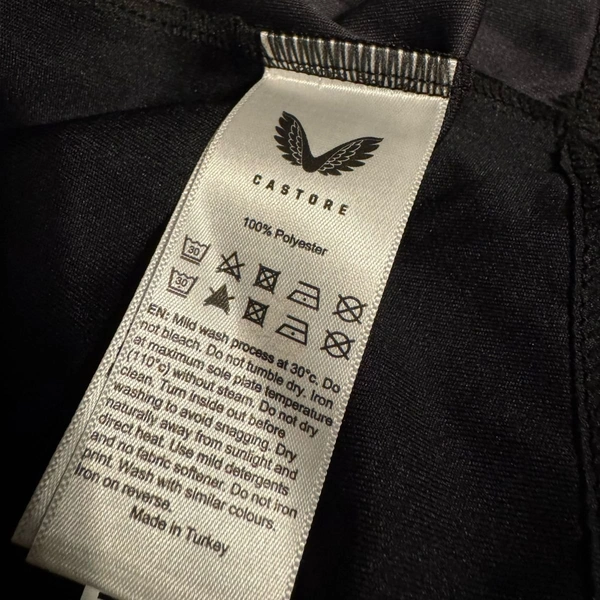 CASTORE
100% Polyester
30
30
EN: Mild wash process at 30°c. Do
not bleach. Do not tumble dry. Iron
at maximum sole plate temperature
(110°c) without steam. Do not dry
clean. Turn inside out before
washing to avoid snagging. Dry
naturally away from sunlight and
direct heat. Use mild detergents
and no fabric softener. Do not iron
print. Wash with similar colours.
Iron on reverse.
Made in Turkey